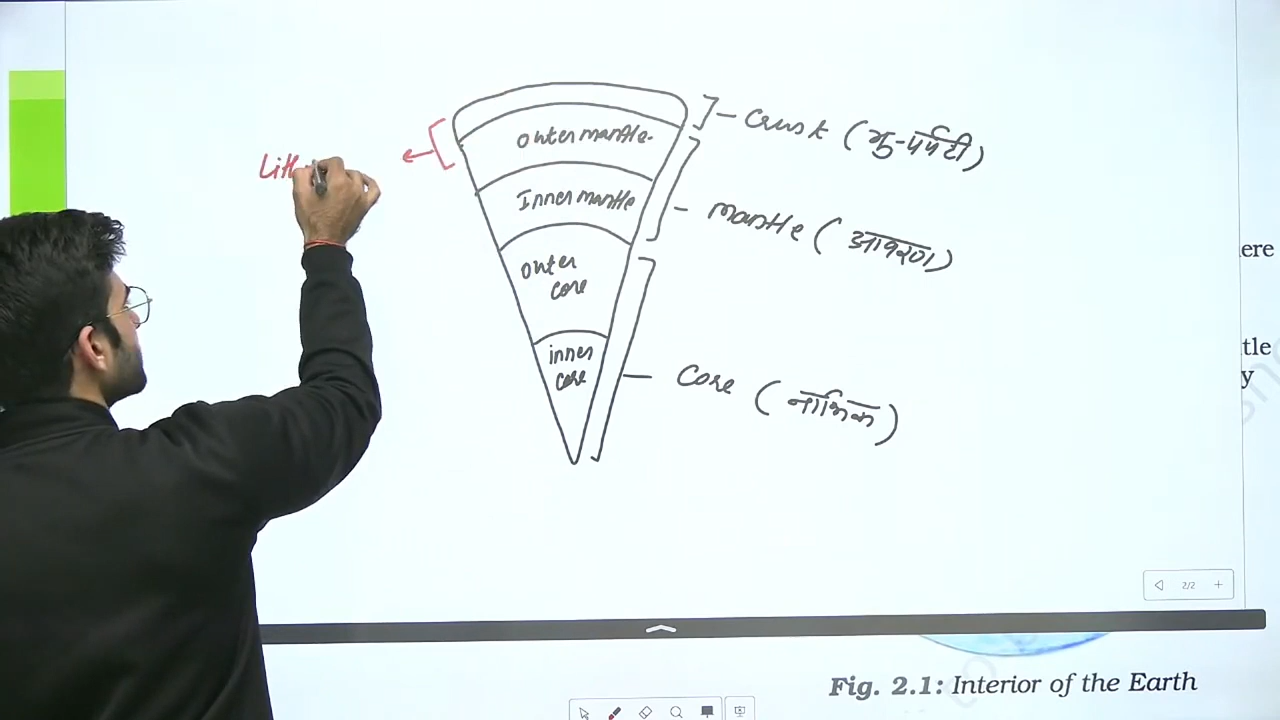 Crust (भू-पर्पटी)
outer mantle
Lith
Inner mantle
Mantle (आवरण)
outer
core
inner
core
Core (नाभिक)
ere
tle
y
2/2
Fig. 2.1: Interior of the Earth